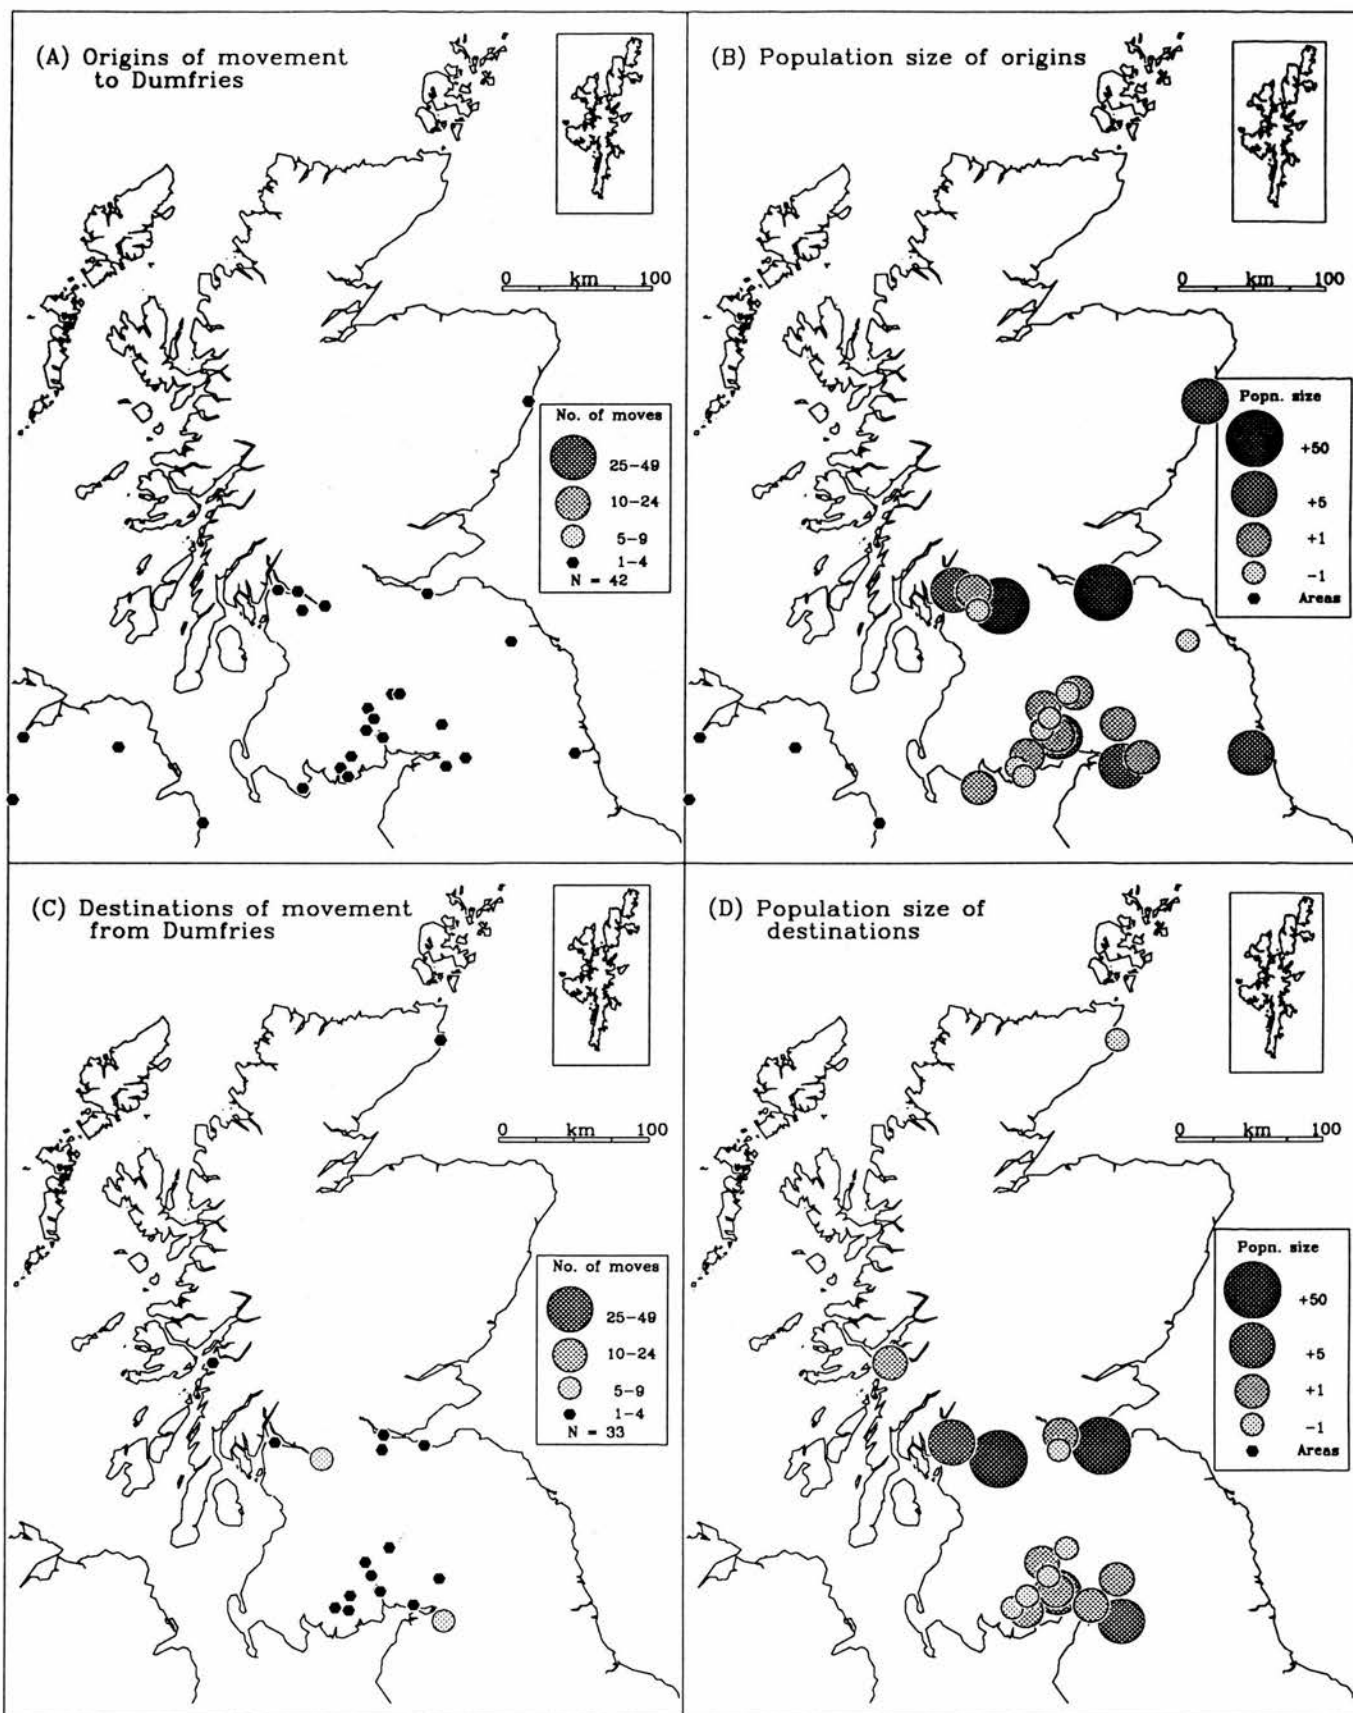 (A) Origins of movement
to Dumfries
0 km 100
No. of moves
25-49
10-24
5-9
1-4
N = 42
(B) Population size of origins
0 km 100
Popn. size
+50
+5
+1
-1
Areas
(C) Destinations of movement
from Dumfries
0 km 100
No. of moves
25-49
10-24
5-9
1-4
N = 33
(D) Population size of
destinations
0 km 100
Popn. size
+50
+5
+1
-1
Areas